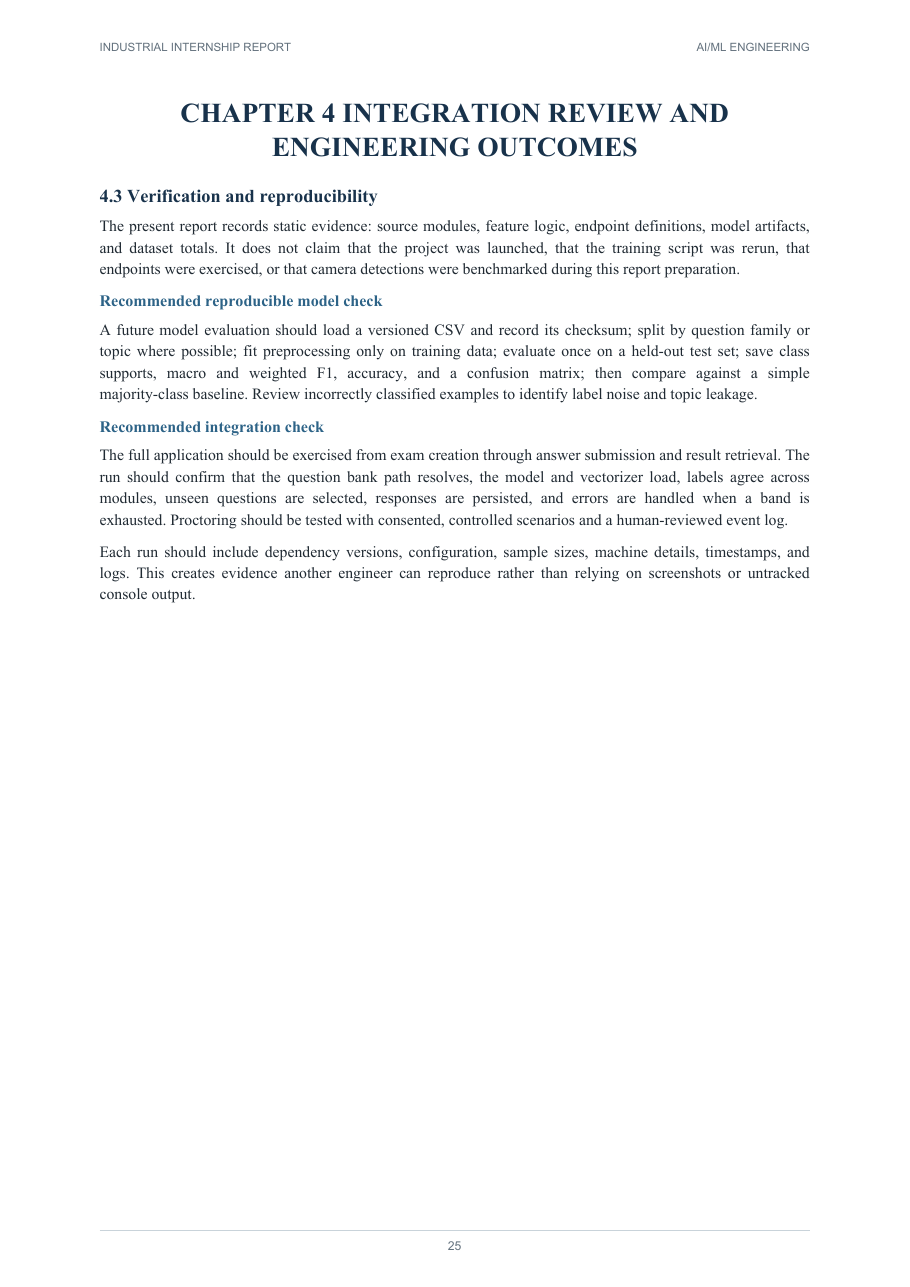 INDUSTRIAL INTERNSHIP REPORT
AI/ML ENGINEERING
CHAPTER 4 INTEGRATION REVIEW AND
ENGINEERING OUTCOMES
4.3 Verification and reproducibility
The present report records static evidence: source modules, feature logic, endpoint definitions, model artifacts,
and dataset totals. It does not claim that the project was launched, that the training script was rerun, that
endpoints were exercised, or that camera detections were benchmarked during this report preparation.
Recommended reproducible model check
A future model evaluation should load a versioned CSV and record its checksum; split by question family or
topic where possible; fit preprocessing only on training data; evaluate once on a held-out test set; save class
supports, macro and weighted F1, accuracy, and a confusion matrix; then compare against a simple
majority-class baseline. Review incorrectly classified examples to identify label noise and topic leakage.
Recommended integration check
The full application should be exercised from exam creation through answer submission and result retrieval. The
run should confirm that the question bank path resolves, the model and vectorizer load, labels agree across
modules, unseen questions are selected, responses are persisted, and errors are handled when a band is
exhausted. Proctoring should be tested with consented, controlled scenarios and a human-reviewed event log.
Each run should include dependency versions, configuration, sample sizes, machine details, timestamps, and
logs. This creates evidence another engineer can reproduce rather than relying on screenshots or untracked
console output.
25